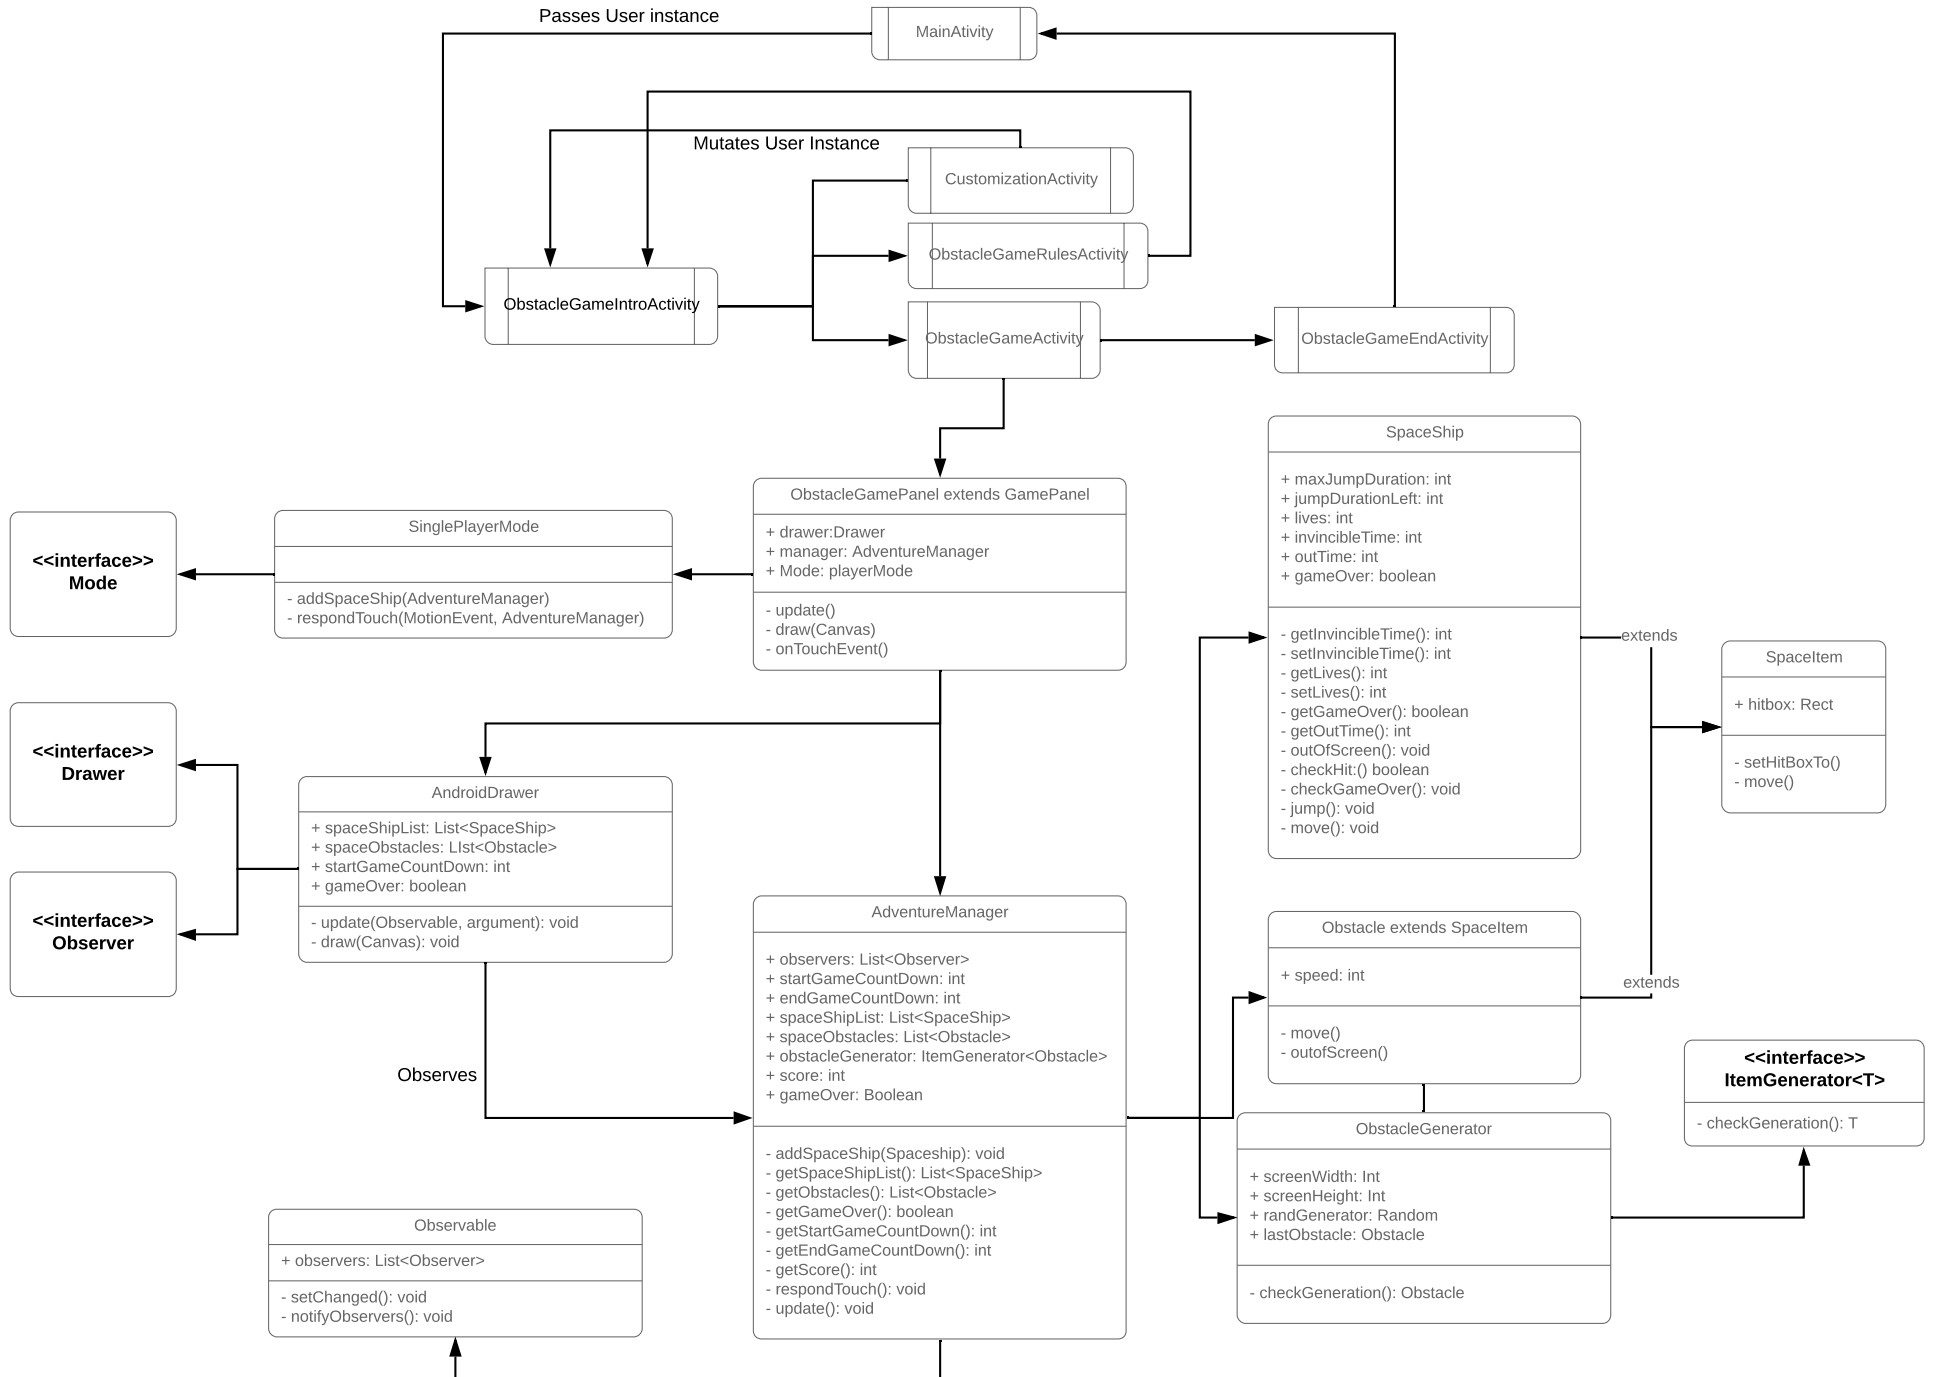 Passes User instance
MainAtivity
Mutates User Instance
CustomizationActivity
ObstacleGameRulesActivity
ObstacleGameIntroActivity
ObstacleGameActivity
ObstacleGameEndActivity
<<interface>>
Mode
SinglePlayerMode
- addSpaceShip(AdventureManager)
- respondTouch(MotionEvent, AdventureManager)
ObstacleGamePanel extends GamePanel
+ drawer:Drawer
+ manager: AdventureManager
+ Mode: playerMode
- update()
- draw(Canvas)
- onTouchEvent()
SpaceShip
+ maxJumpDuration: int
+ jumpDurationLeft: int
+ lives: int
+ invincibleTime: int
+ outTime: int
+ gameOver: boolean
- getInvincibleTime(): int
- setInvincibleTime(): int
- getLives(): int
- setLives(): int
- getGameOver(): boolean
- getOutTime(): int
- outOfScreen(): void
- checkHit:() boolean
- checkGameOver(): void
- jump(): void
- move(): void
extends
SpaceItem
+ hitbox: Rect
- setHitBoxTo()
- move()
<<interface>>
Drawer
<<interface>>
Observer
AndroidDrawer
+ spaceShipList: List<SpaceShip>
+ spaceObstacles: LIst<Obstacle>
+ startGameCountDown: int
+ gameOver: boolean
- update(Observable, argument): void
- draw(Canvas): void
Observes
AdventureManager
+ observers: List<Observer>
+ startGameCountDown: int
+ endGameCountDown: int
+ spaceShipList: List<SpaceShip>
+ spaceObstacles: List<Obstacle>
+ obstacleGenerator: ItemGenerator<Obstacle>
+ score: int
+ gameOver: Boolean
- addSpaceShip(Spaceship): void
- getSpaceShipList(): List<SpaceShip>
- getObstacles(): List<Obstacle>
- getGameOver(): boolean
- getStartGameCountDown(): int
- getEndGameCountDown(): int
- getScore(): int
- respondTouch(): void
- update(): void
Obstacle extends SpaceItem
+ speed: int
- move()
- outofScreen()
extends
<<interface>>
ItemGenerator<T>
- checkGeneration(): T
ObstacleGenerator
+ screenWidth: Int
+ screenHeight: Int
+ randGenerator: Random
+ lastObstacle: Obstacle
- checkGeneration(): Obstacle
Observable
+ observers: List<Observer>
- setChanged(): void
- notifyObservers(): void